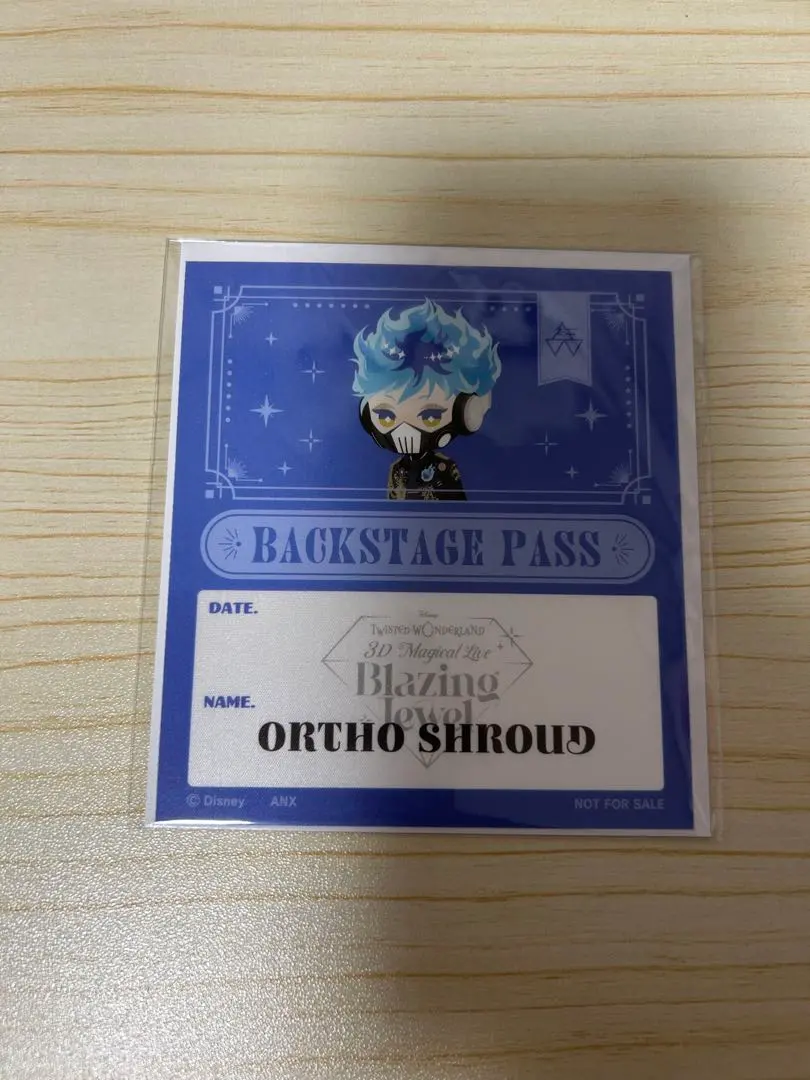 BACKSTAGE PASS
DATE.
Disney
TWISTED WONDERLAND
3D Magical Live
Blazing
Jewel
NAME.
ORTHO SHROUD
© Disney ANX
NOT FOR SALE